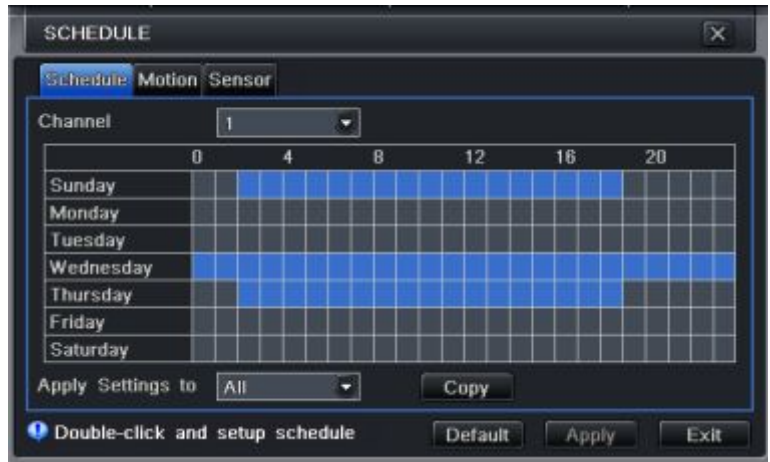 SCHEDULE
Schedule Motion Sensor
Channel 1
0 4 8 12 16 20
Sunday
Monday
Tuesday
Wednesday
Thursday
Friday
Saturday
Apply Settings to All Copy
Double-click and setup schedule Default Apply Exit